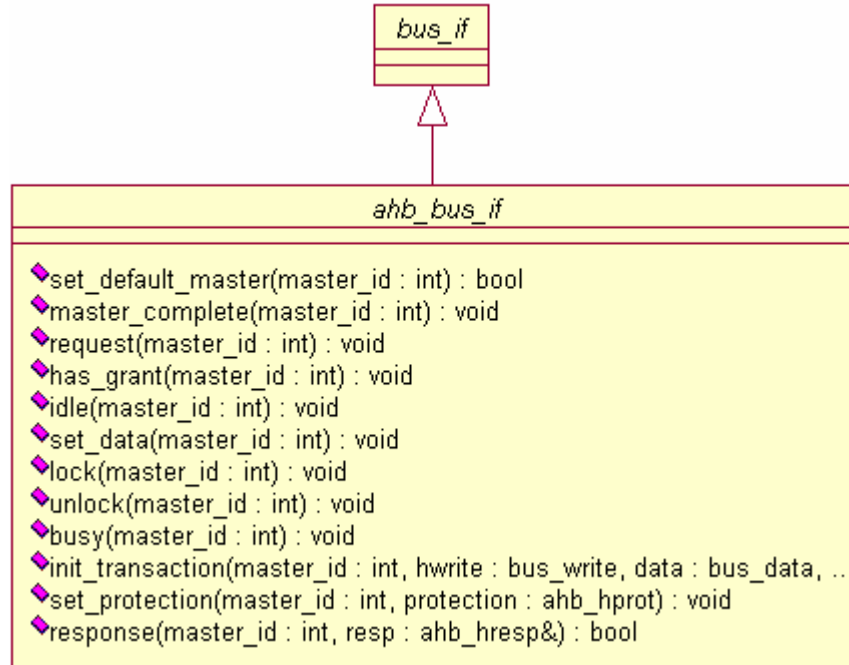 bus_if
ahb_bus_if
set_default_master(master_id : int) : bool
master_complete(master_id : int) : void
request(master_id : int) : void
has_grant(master_id : int) : void
idle(master_id : int) : void
set_data(master_id : int) : void
lock(master_id : int) : void
unlock(master_id : int) : void
busy(master_id : int) : void
init_transaction(master_id : int, hwrite : bus_write, data : bus_data, ...
set_protection(master_id : int, protection : ahb_hprot) : void
response(master_id : int, resp : ahb_hresp&) : bool